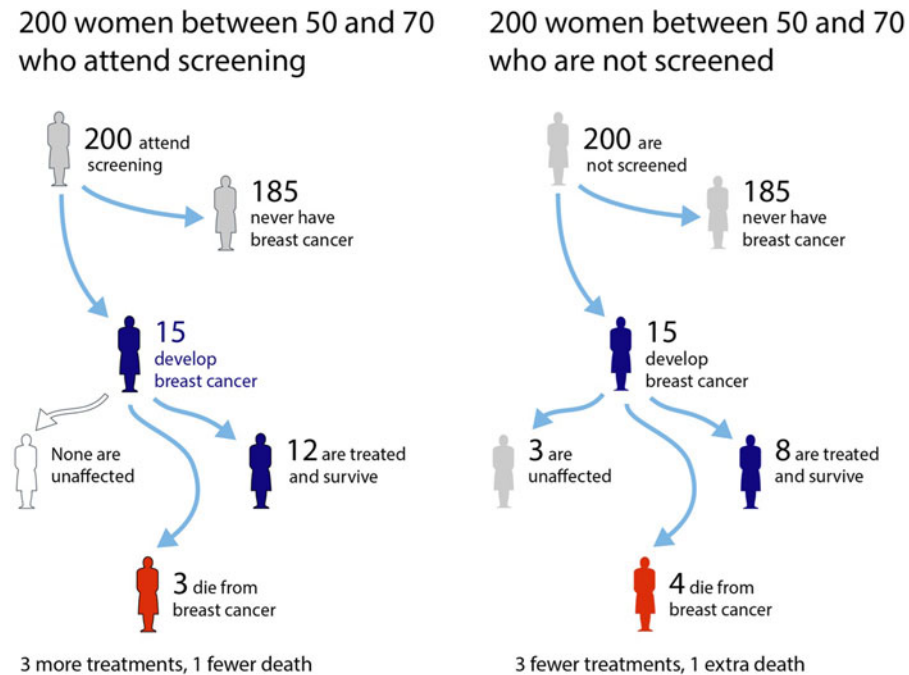 200 women between 50 and 70
who attend screening
200 attend
screening
185
never have
breast cancer
15
develop
breast cancer
None are
unaffected
12 are treated
and survive
3 die from
breast cancer
3 more treatments, 1 fewer death
200 women between 50 and 70
who are not screened
200 are
not screened
185
never have
breast cancer
15
develop
breast cancer
3 are
unaffected
8 are treated
and survive
4 die from
breast cancer
3 fewer treatments, 1 extra death